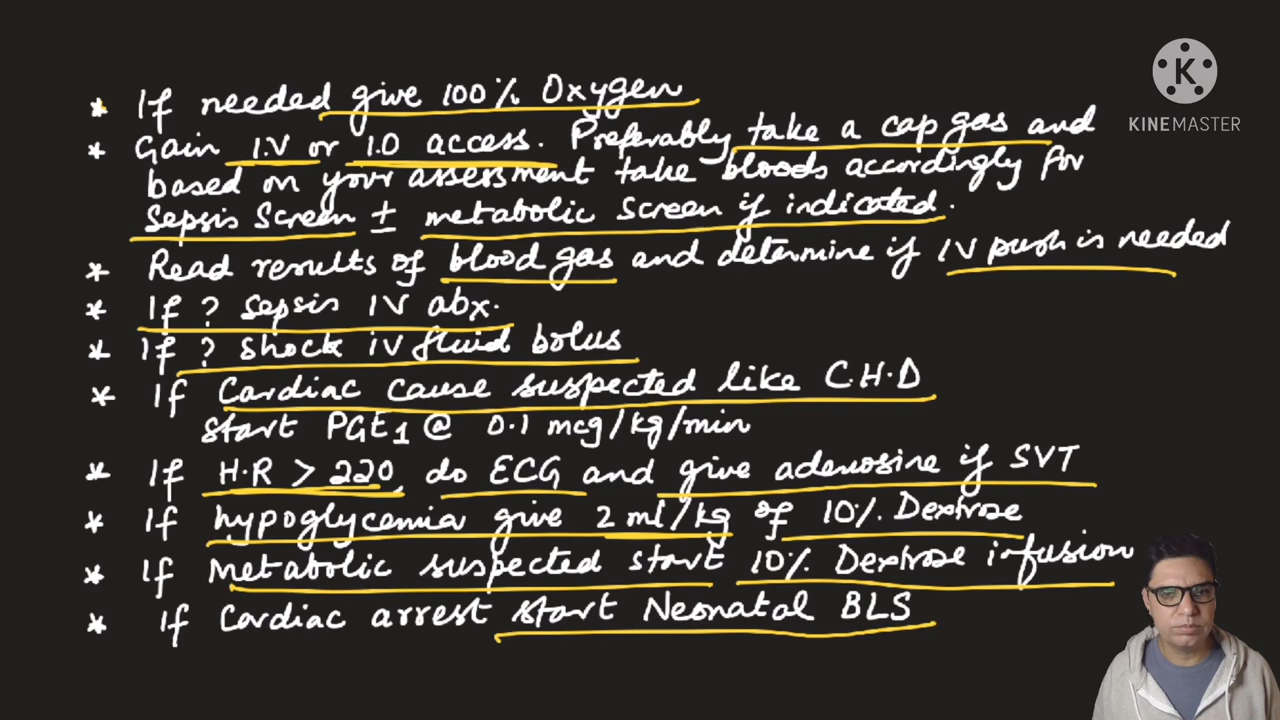 * If needed give 100% Oxygen
* Gain I.V or I.O access. Preferably take a cap gas and
based on your assessment take bloods accordingly for
Sepsis Screen ± metabolic screen if indicated.
* Read results of blood gas and determine if IV push is needed
* If ? sepsis IV abx.
* If ? shock iv fluid bolus
* If Cardiac cause suspected like C.H.D
start PGE1 @ 0.1 mcg/kg/min
* If H.R > 220, do ECG and give adenosine if SVT
* If hypoglycemia give 2 ml/kg of 10% Dextrose
* If Metabolic suspected start 10% Dextrose infusion
* If Cardiac arrest start Neonatal BLS
K
KINEMASTER